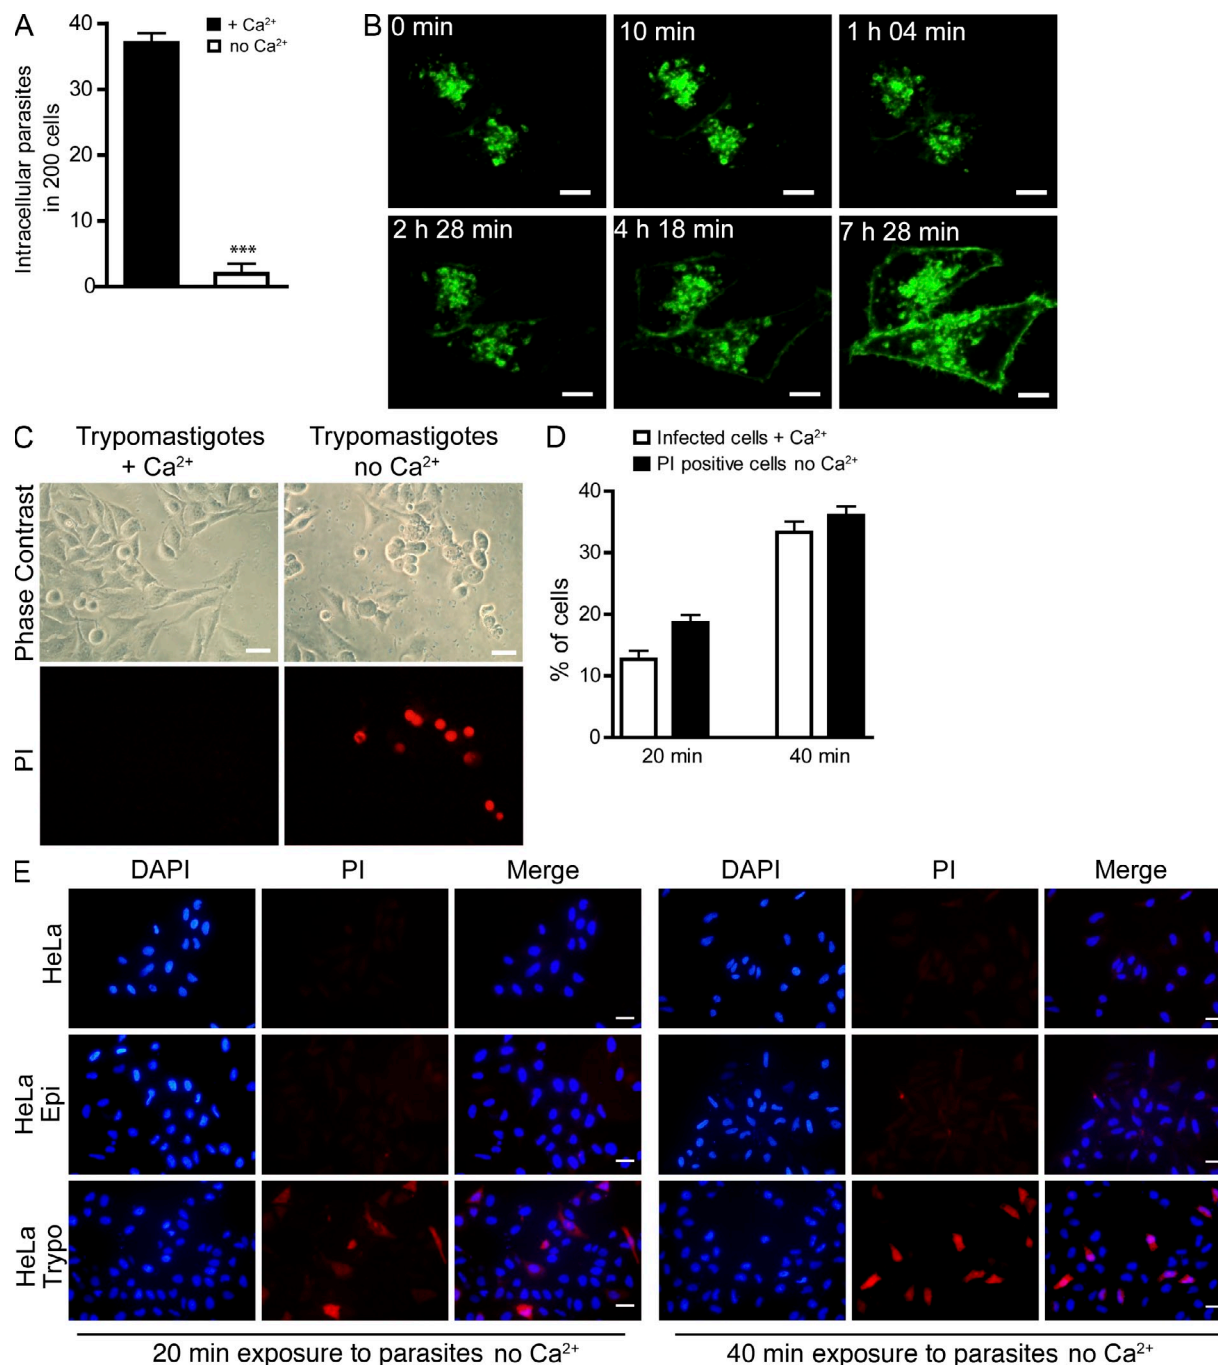 A
Intracellular parasites
in 200 cells
40
30
20
10
0
+ Ca²⁺
no Ca²⁺
***
B
0 min
10 min
1 h 04 min
2 h 28 min
4 h 18 min
7 h 28 min
C
Trypomastigotes
+ Ca²⁺
Trypomastigotes
no Ca²⁺
Phase Contrast
PI
D
Infected cells + Ca²⁺
PI positive cells no Ca²⁺
% of cells
40
30
20
10
0
20 min
40 min
E
DAPI
PI
Merge
DAPI
PI
Merge
HeLa
HeLa
Epi
HeLa
Trypo
20 min exposure to parasites no Ca²⁺
40 min exposure to parasites no Ca²⁺